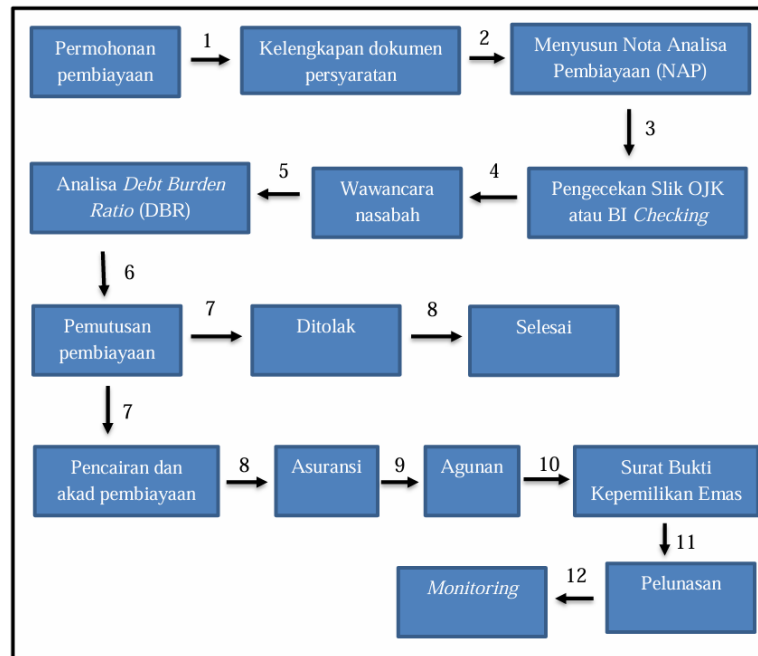 Permohonan
pembiayaan
1
Kelengkapan dokumen
persyaratan
2
Menyusun Nota Analisa
Pembiayaan (NAP)
3
Pengecekan Slik OJK
atau BI Checking
4
Wawancara
nasabah
5
Analisa Debt Burden
Ratio (DBR)
6
Pemutusan
pembiayaan
7
Ditolak
8
Selesai
7
Pencairan dan
akad pembiayaan
8
Asuransi
9
Agunan
10
Surat Bukti
Kepemilikan Emas
11
Pelunasan
12
Monitoring